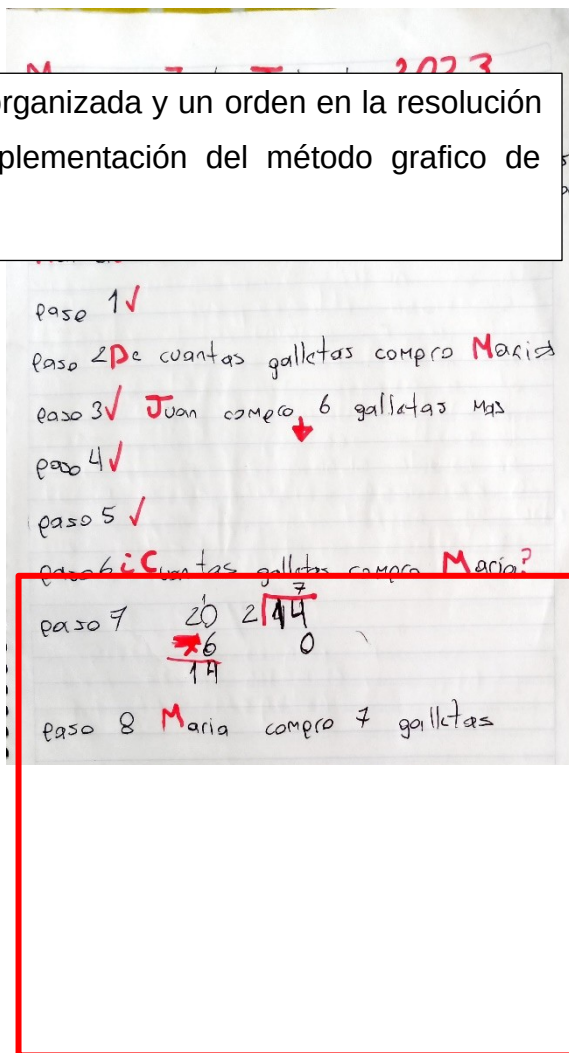 2023
rganizada y un orden en la resolución
plementación del método grafico de
paso 1✓
paso 2 De cuantas galletas compro Maria
paso 3✓ Juan compro 6 galletas mas
paso 4✓
paso 5 ✓
paso 6 ¿Cuantas galletas compro Maria?
paso 7 20 2 14 7
6 0
14
paso 8 Maria compro 7 galletas